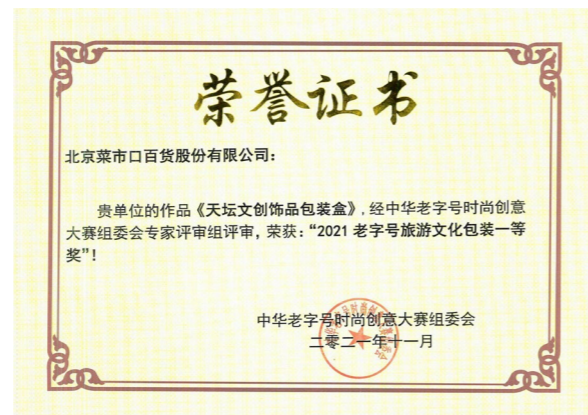 荣誉证书
北京菜市口百货股份有限公司：
贵单位的作品《天坛文创饰品包装盒》，经中华老字号时尚创意
大赛组委会专家评审组评审，荣获：“2021 老字号旅游文化包装一等
奖”！
中华老字号时尚创意大赛组委会
二零二一年十一月